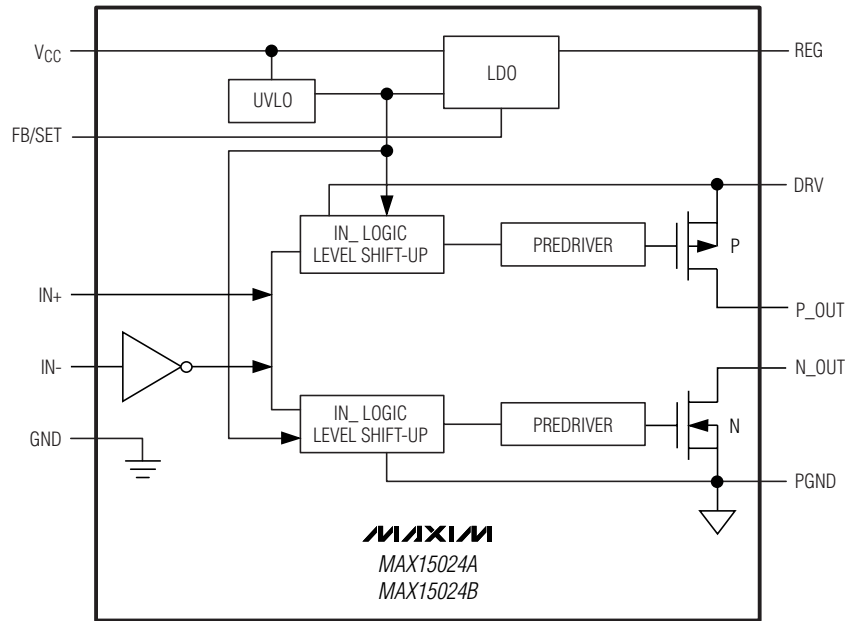 VCC
REG
LDO
UVLO
FB/SET
DRV
IN_ LOGIC
LEVEL SHIFT-UP
PREDRIVER
P
IN+
P_OUT
IN-
N_OUT
IN_ LOGIC
LEVEL SHIFT-UP
PREDRIVER
N
GND
PGND
MAXIM
MAX15024A
MAX15024B